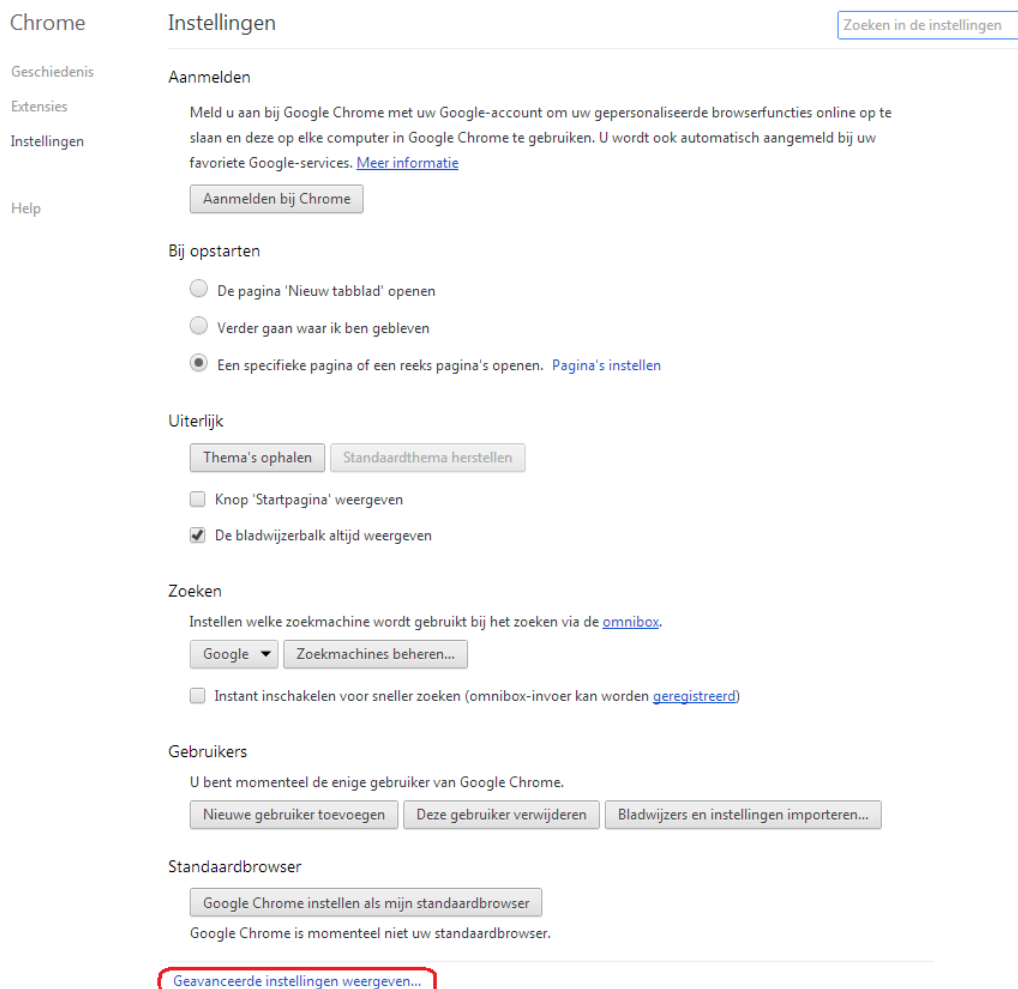 Chrome
Geschiedenis
Extensies
Instellingen
Help
Instellingen
Zoeken in de instellingen
Aanmelden
Meld u aan bij Google Chrome met uw Google-account om uw gepersonaliseerde browserfuncties online op te
slaan en deze op elke computer in Google Chrome te gebruiken. U wordt ook automatisch aangemeld bij uw
favoriete Google-services. Meer informatie
Aanmelden bij Chrome
Bij opstarten
De pagina 'Nieuw tabblad' openen
Verder gaan waar ik ben gebleven
Een specifieke pagina of een reeks pagina's openen. Pagina's instellen
Uiterlijk
Thema's ophalen Standaardthema herstellen
Knop 'Startpagina' weergeven
De bladwijzerbalk altijd weergeven
Zoeken
Instellen welke zoekmachine wordt gebruikt bij het zoeken via de omnibox.
Google Zoekmachines beheren...
Instant inschakelen voor sneller zoeken (omnibox-invoer kan worden geregistreerd)
Gebruikers
U bent momenteel de enige gebruiker van Google Chrome.
Nieuwe gebruiker toevoegen Deze gebruiker verwijderen Bladwijzers en instellingen importeren...
Standaardbrowser
Google Chrome instellen als mijn standaardbrowser
Google Chrome is momenteel niet uw standaardbrowser.
Geavanceerde instellingen weergeven...